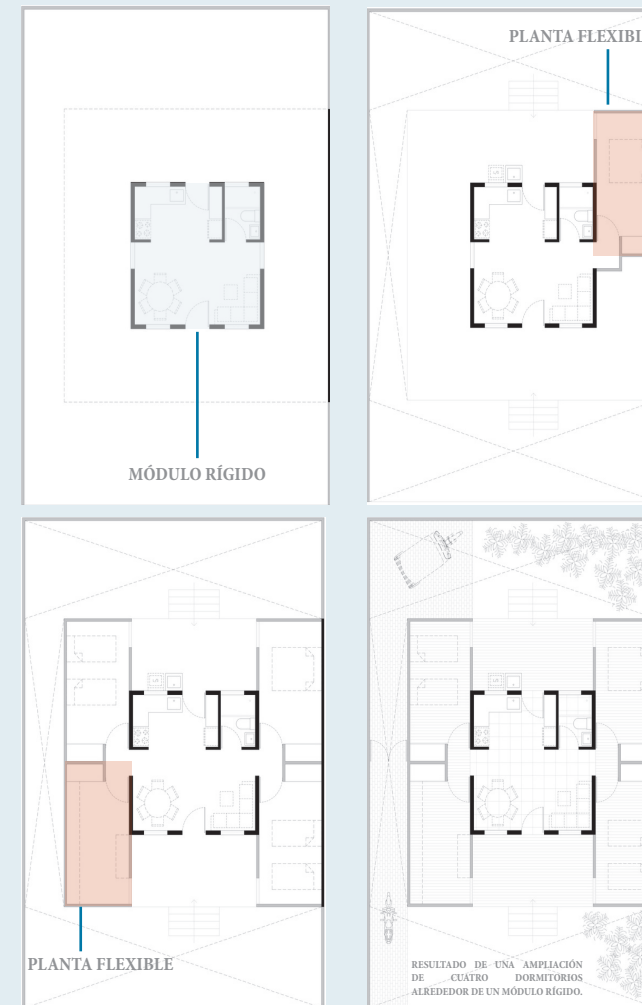 PLANTA FLEXIBL
MÓDULO RÍGIDO
PLANTA FLEXIBLE
RESULTADO DE UNA AMPLIACIÓN
DE CUATRO DORMITORIOS
ALREDEDOR DE UN MÓDULO RÍGIDO.